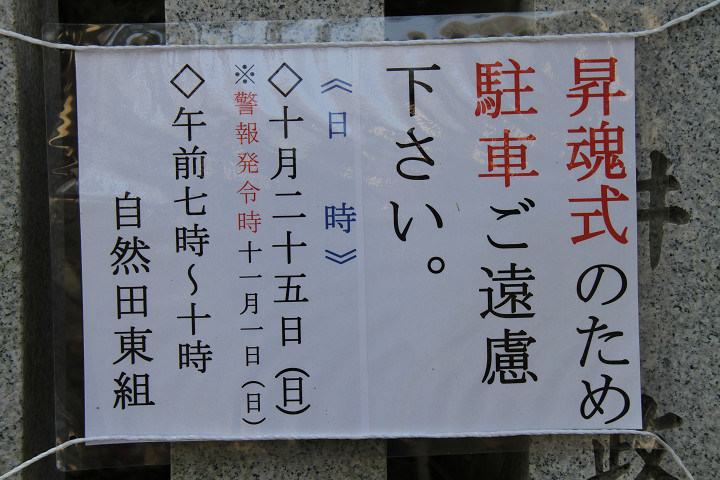 昇魂式のため
駐車ご遠慮
下さい。
《日時》
◇十月二十五日(日)
※警報発令時十一月一日(日)
◇午前七時~十時
自然田東組